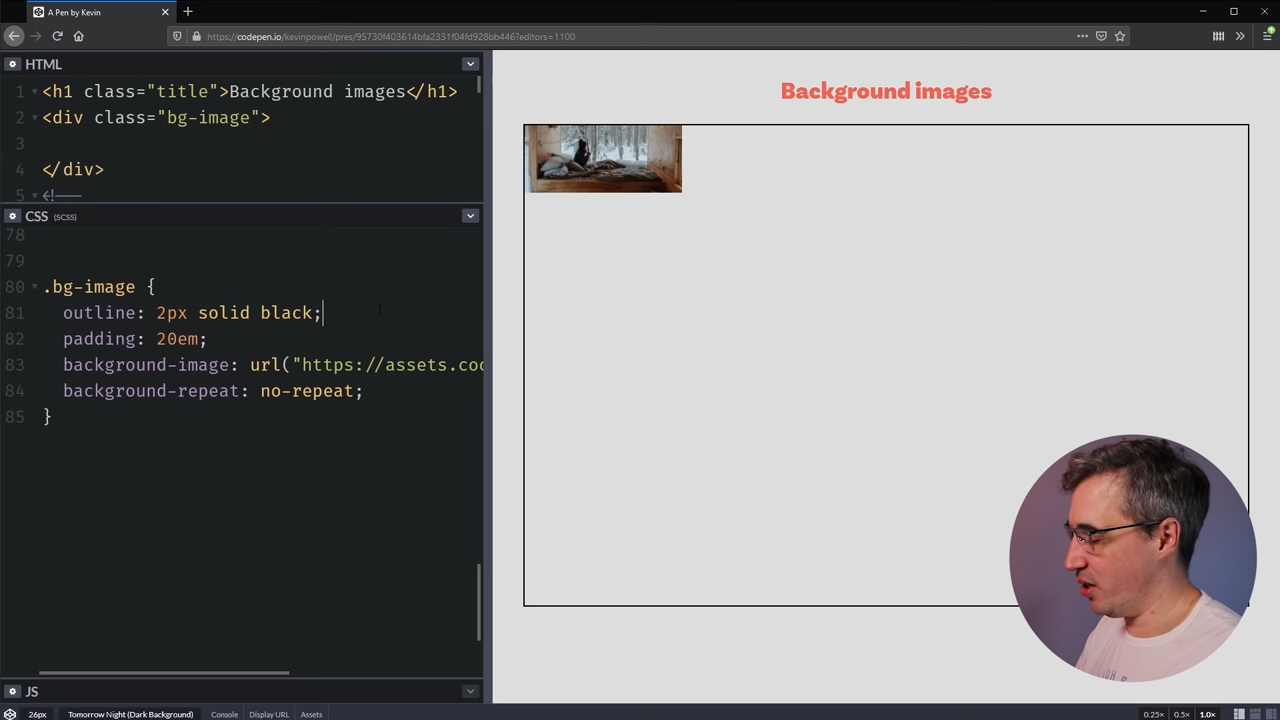 A Pen by Kevin
https://codepen.io/kevinpowell/pres/95730f403614bfa2331f04fd928bb446?editors=1100
HTML
1 <h1 class="title">Background images</h1>
2 <div class="bg-image">
3
4 </div>
5 <!--
CSS (SCSS)
78
79
80 .bg-image {
81 outline: 2px solid black;
82 padding: 20em;
83 background-image: url("https://assets.cod
84 background-repeat: no-repeat;
85 }
JS
26px Tomorrow Night (Dark Background) Console Display URL Assets
0.25× 0.5× 1.0×
Background images